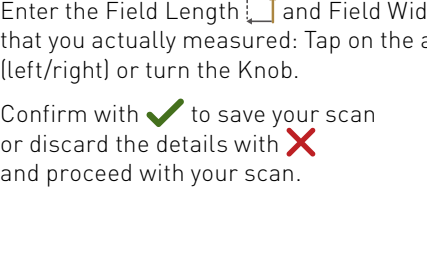 Enter the Field Length and Field Wid
that you actually measured: Tap on the a
(left/right) or turn the Knob.
Confirm with to save your scan
or discard the details with
and proceed with your scan.